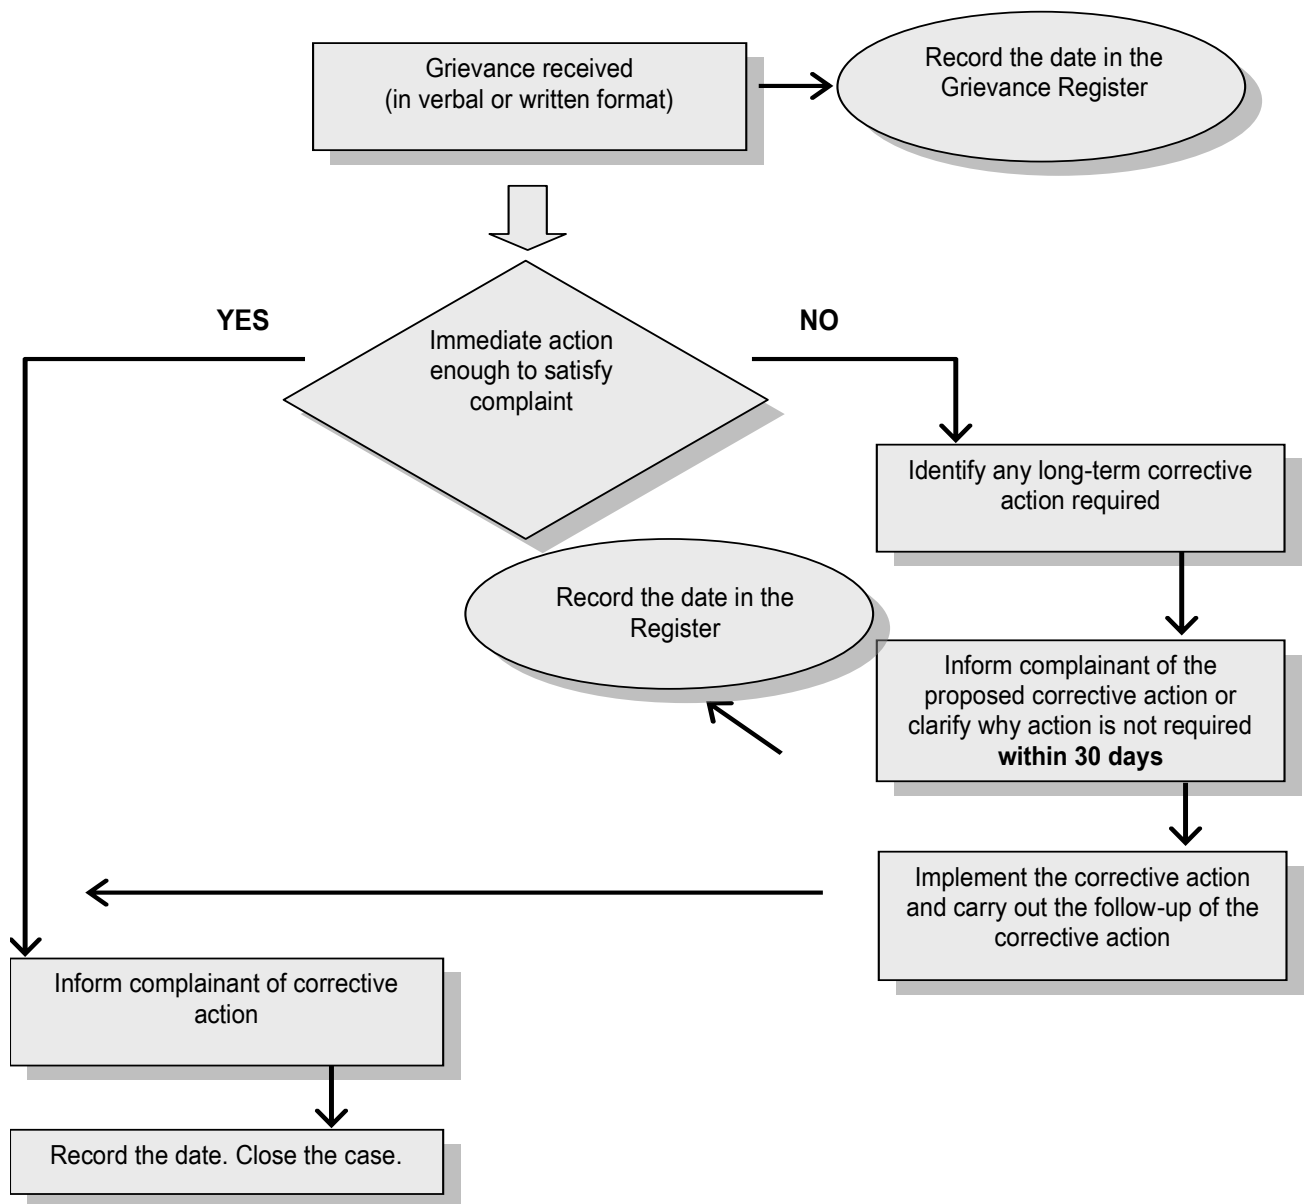 Grievance received
(in verbal or written format)
Record the date in the
Grievance Register
YES
NO
Immediate action
enough to satisfy
complaint
Identify any long-term corrective
action required
Record the date in the
Register
Inform complainant of the
proposed corrective action or
clarify why action is not required
within 30 days
Implement the corrective action
and carry out the follow-up of the
corrective action
Inform complainant of corrective
action
Record the date. Close the case.